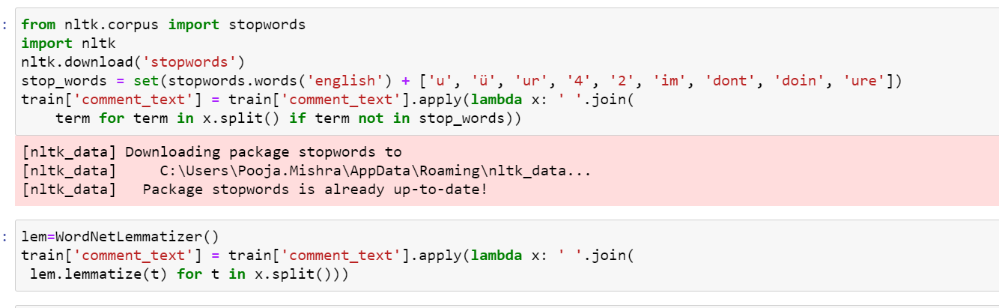 : from nltk.corpus import stopwords
import nltk
nltk.download('stopwords')
stop_words = set(stopwords.words('english') + ['u', 'ü', 'ur', '4', '2', 'im', 'dont', 'doin', 'ure'])
train['comment_text'] = train['comment_text'].apply(lambda x: ' '.join(
    term for term in x.split() if term not in stop_words))
[nltk_data] Downloading package stopwords to
[nltk_data]     C:\Users\Pooja.Mishra\AppData\Roaming\nltk_data...
[nltk_data]   Package stopwords is already up-to-date!
: lem=WordNetLemmatizer()
train['comment_text'] = train['comment_text'].apply(lambda x: ' '.join(
 lem.lemmatize(t) for t in x.split()))